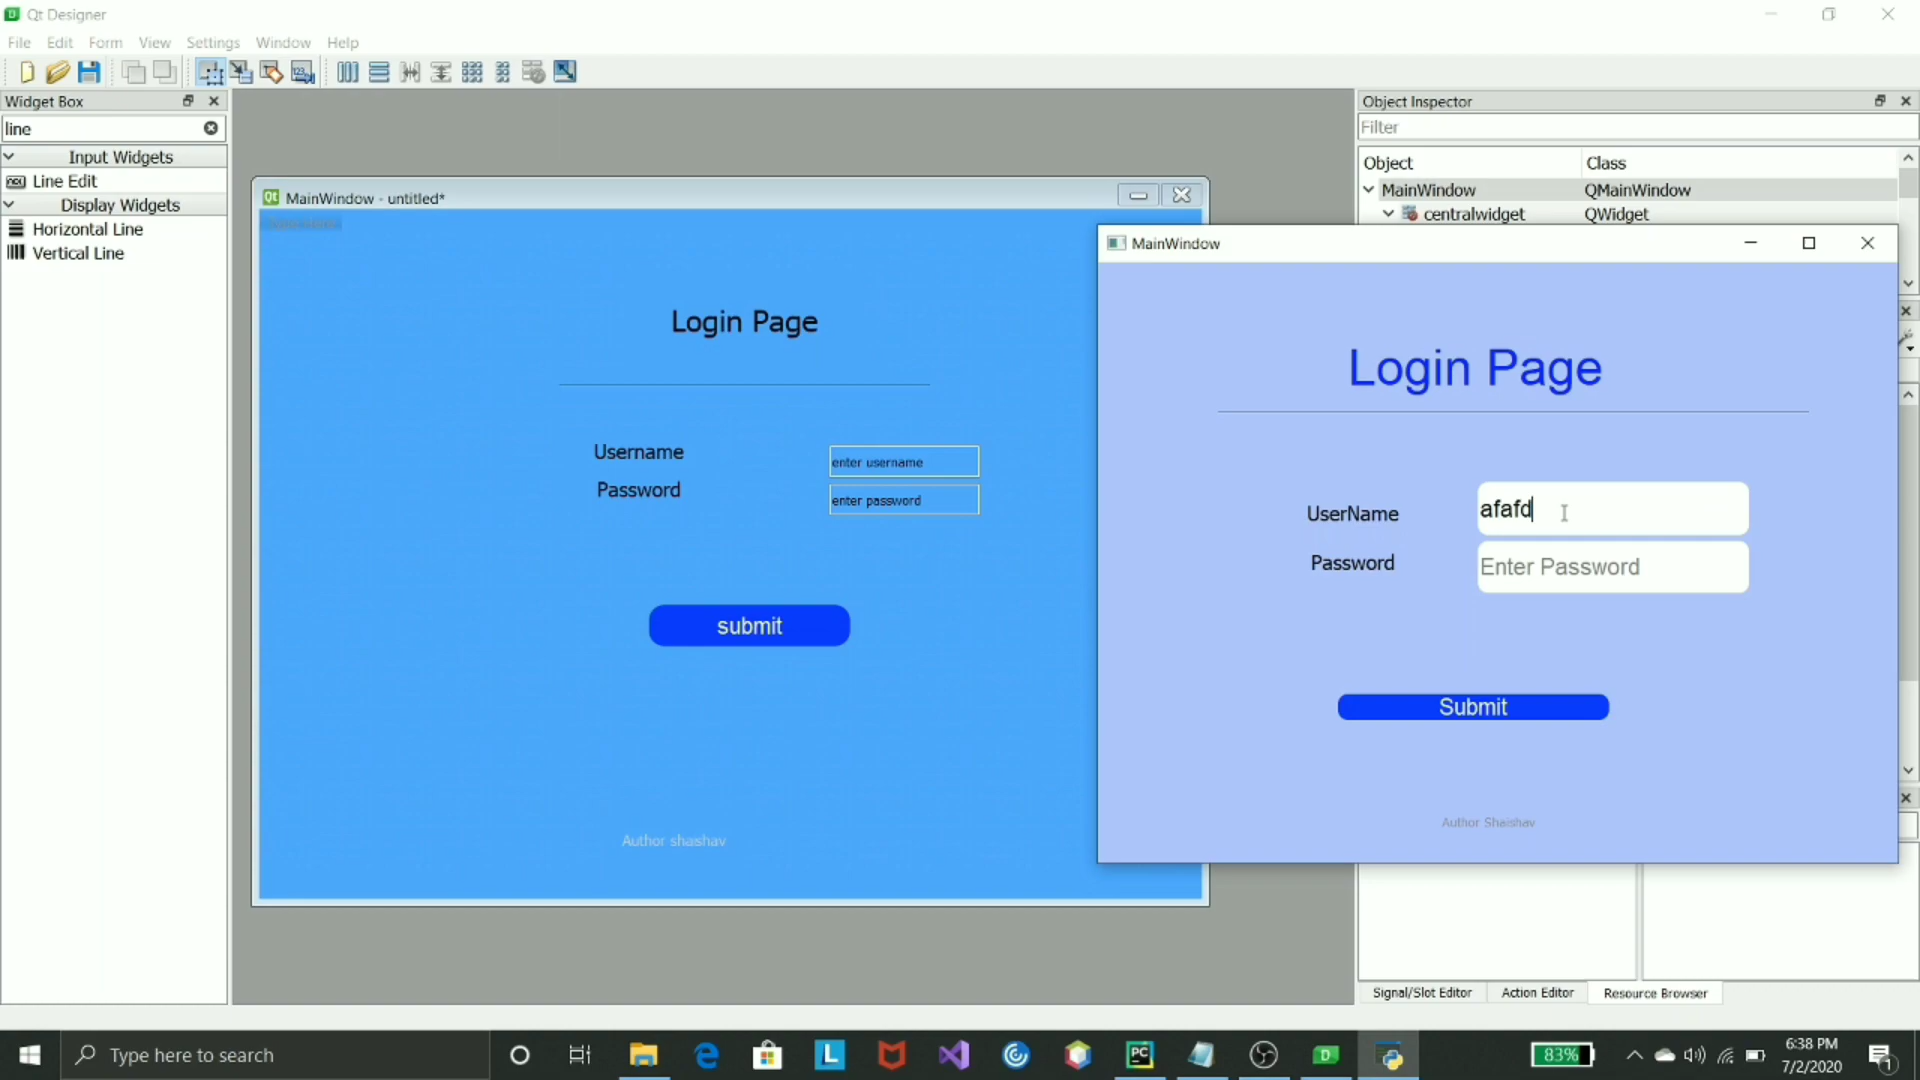 Qt Designer
File Edit Form View Settings Window Help
Widget Box
line
Input Widgets
Line Edit
Display Widgets
Horizontal Line
Vertical Line
MainWindow - untitled*
Login Page
Username
enter username
Password
enter password
submit
Author shaishav
Object Inspector
Filter
Object Class
MainWindow QMainWindow
centralwidget QWidget
MainWindow
Login Page
UserName
afafd
Password
Enter Password
Submit
Author Shaishav
Signal/Slot Editor Action Editor Resource Browser
Type here to search
83%
6:38 PM
7/2/2020
1